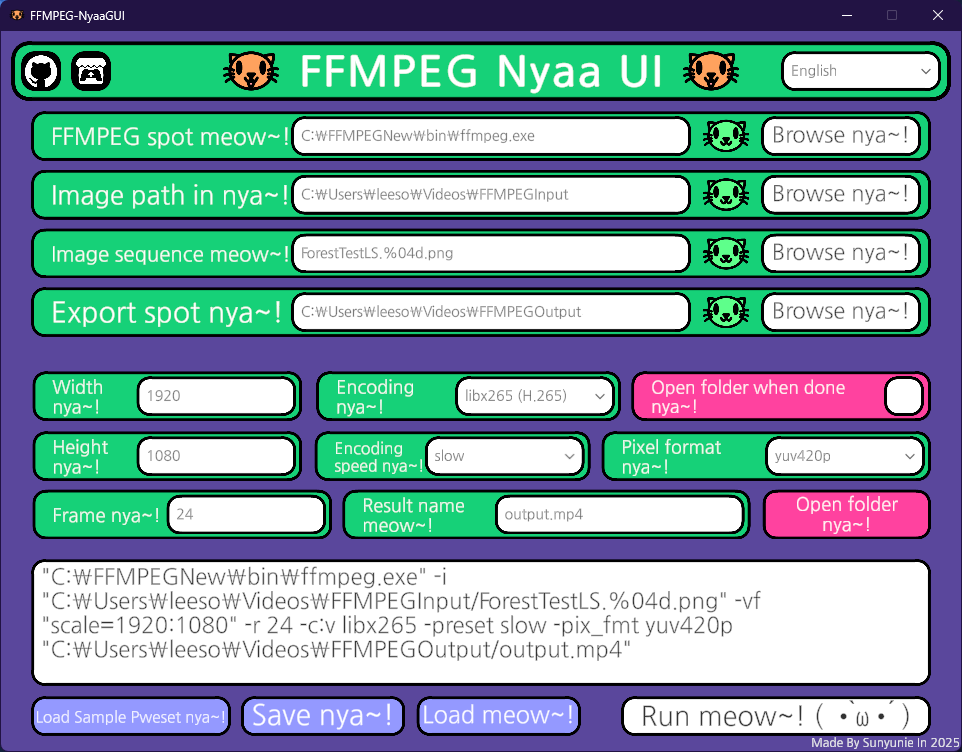 FFMPEG-NyaaGUI
FFMPEG Nyaa UI
English
FFMPEG spot meow~!
C:₩FFMPEGNew₩bin₩ffmpeg.exe
Browse nya~!
Image path in nya~!
C:₩Users₩leeso₩Videos₩FFMPEGInput
Browse nya~!
Image sequence meow~!
ForestTestLS.%04d.png
Browse nya~!
Export spot nya~!
C:₩Users₩leeso₩Videos₩FFMPEGOutput
Browse nya~!
Width
nya~!
1920
Encoding
nya~!
libx265 (H.265)
Open folder when done
nya~!
Height
nya~!
1080
Encoding
speed nya~!
slow
Pixel format
nya~!
yuv420p
Frame nya~!
24
Result name
meow~!
output.mp4
Open folder
nya~!
"C:₩FFMPEGNew₩bin₩ffmpeg.exe" -i
"C:₩Users₩leeso₩Videos₩FFMPEGInput/ForestTestLS.%04d.png" -vf
"scale=1920:1080" -r 24 -c:v libx265 -preset slow -pix_fmt yuv420p
"C:₩Users₩leeso₩Videos₩FFMPEGOutput/output.mp4"
Load Sample Pweset nya~!
Save nya~!
Load meow~!
Run meow~! ( •̀ω•́ )
Made By Sunyunie In 2025